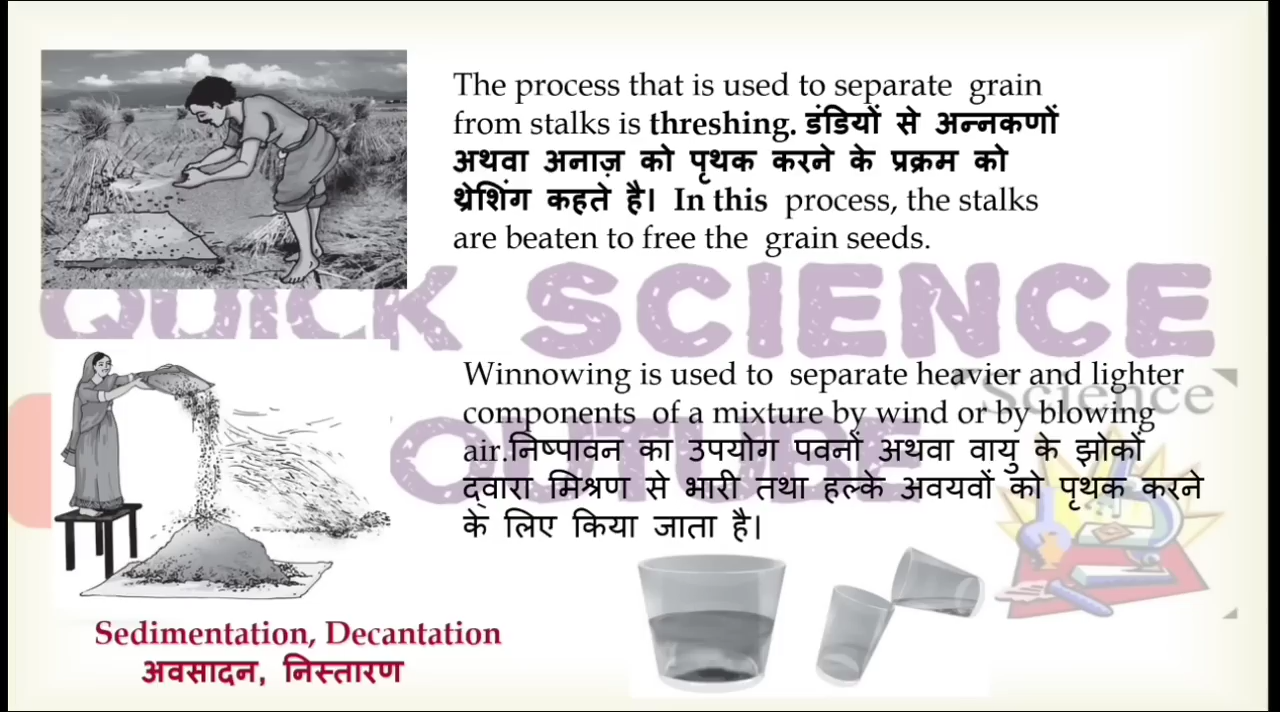 The process that is used to separate grain
from stalks is threshing. डंडियों से अन्नकणों
अथवा अनाज़ को पृथक करने के प्रक्रम को
थ्रेशिंग कहते है। In this process, the stalks
are beaten to free the grain seeds.
QUICK SCIENCE
Winnowing is used to separate heavier and lighter
Science
components of a mixture by wind or by blowing
OUTUBE
air.निष्पावन का उपयोग पवनों अथवा वायु के झोकों
द्वारा मिश्रण से भारी तथा हल्के अवयवों को पृथक करने
के लिए किया जाता है।
Sedimentation, Decantation
अवसादन, निस्तारण